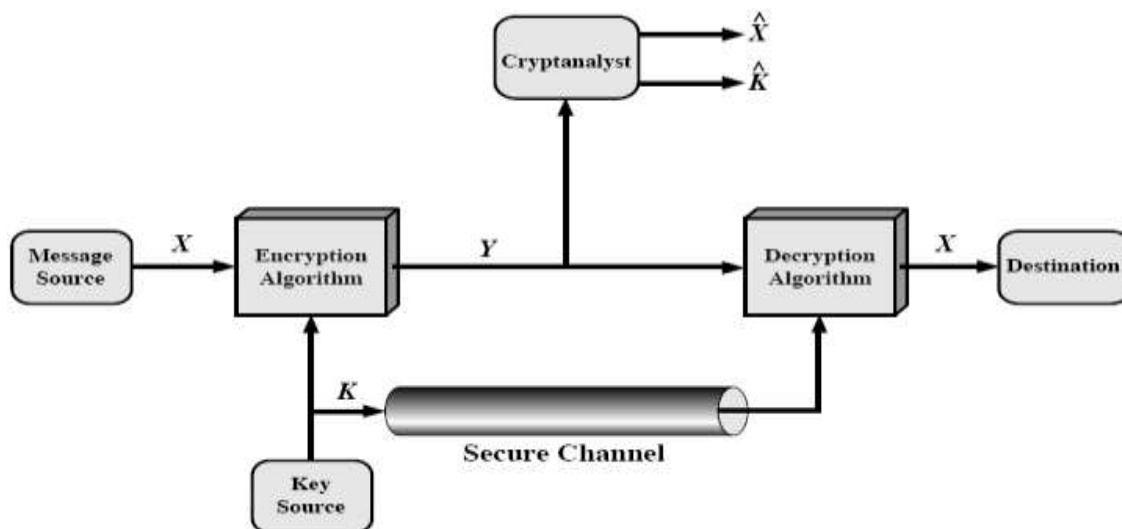 X̂
Cryptanalyst
K̂
Message
Source
X
Encryption
Algorithm
Y
Decryption
Algorithm
X
Destination
K
Secure Channel
Key
Source